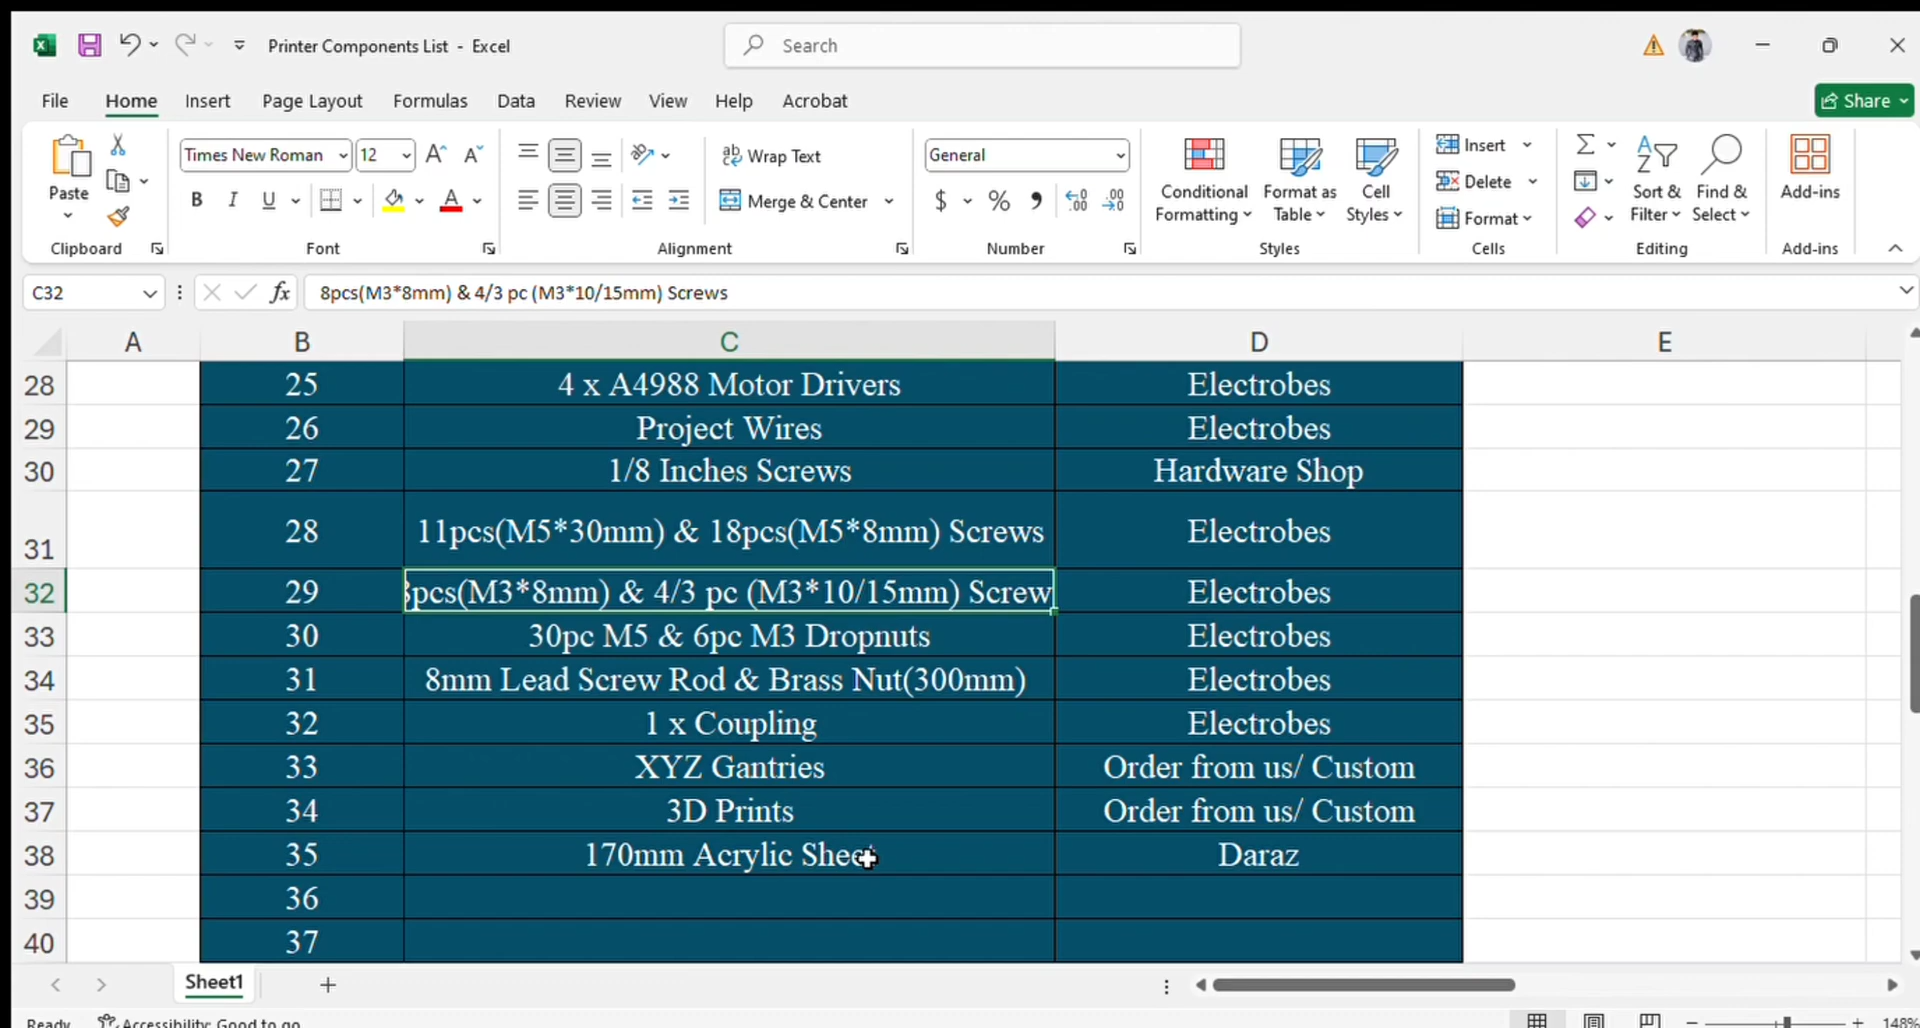 Printer Components List - Excel
Search
File Home Insert Page Layout Formulas Data Review View Help Acrobat
Share
Paste
Clipboard
Times New Roman 12
B I U
Font
Wrap Text
Merge & Center
Alignment
General
$ % ,
Number
Conditional Formatting
Format as Table
Cell Styles
Styles
Insert
Delete
Format
Cells
Sort & Filter
Find & Select
Editing
Add-ins
Add-ins
C32 fx 8pcs(M3*8mm) & 4/3 pc (M3*10/15mm) Screws
A B C D E
28 25 4 x A4988 Motor Drivers Electrobes
29 26 Project Wires Electrobes
30 27 1/8 Inches Screws Hardware Shop
31 28 11pcs(M5*30mm) & 18pcs(M5*8mm) Screws Electrobes
32 29 8pcs(M3*8mm) & 4/3 pc (M3*10/15mm) Screw Electrobes
33 30 30pc M5 & 6pc M3 Dropnuts Electrobes
34 31 8mm Lead Screw Rod & Brass Nut(300mm) Electrobes
35 32 1 x Coupling Electrobes
36 33 XYZ Gantries Order from us/ Custom
37 34 3D Prints Order from us/ Custom
38 35 170mm Acrylic Sheet Daraz
39 36
40 37
Sheet1
Ready Accessibility: Good to go 148%